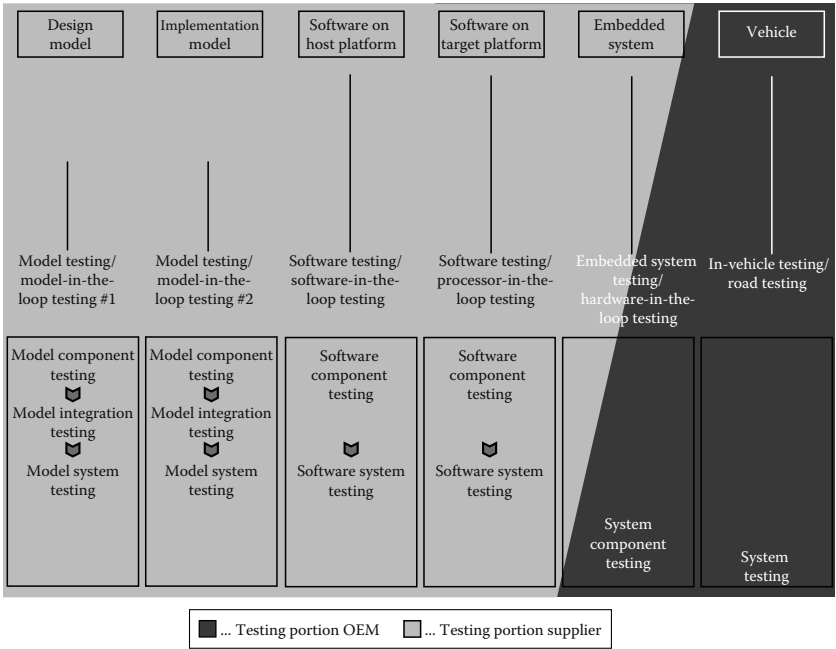 Design
model
Implementation
model
Software on
host platform
Software on
target platform
Embedded
system
Vehicle
Model testing/
model-in-the-
loop testing #1
Model testing/
model-in-the-
loop testing #2
Software testing/
software-in-the-
loop testing
Software testing/
processor-in-the-
loop testing
Embedded system
testing/
hardware-in-the-
loop testing
In-vehicle testing/
road testing
Model component
testing
Model integration
testing
Model system
testing
Model component
testing
Model integration
testing
Model system
testing
Software
component
testing
Software system
testing
Software
component
testing
Software system
testing
System
component
testing
System
testing
... Testing portion OEM
... Testing portion supplier